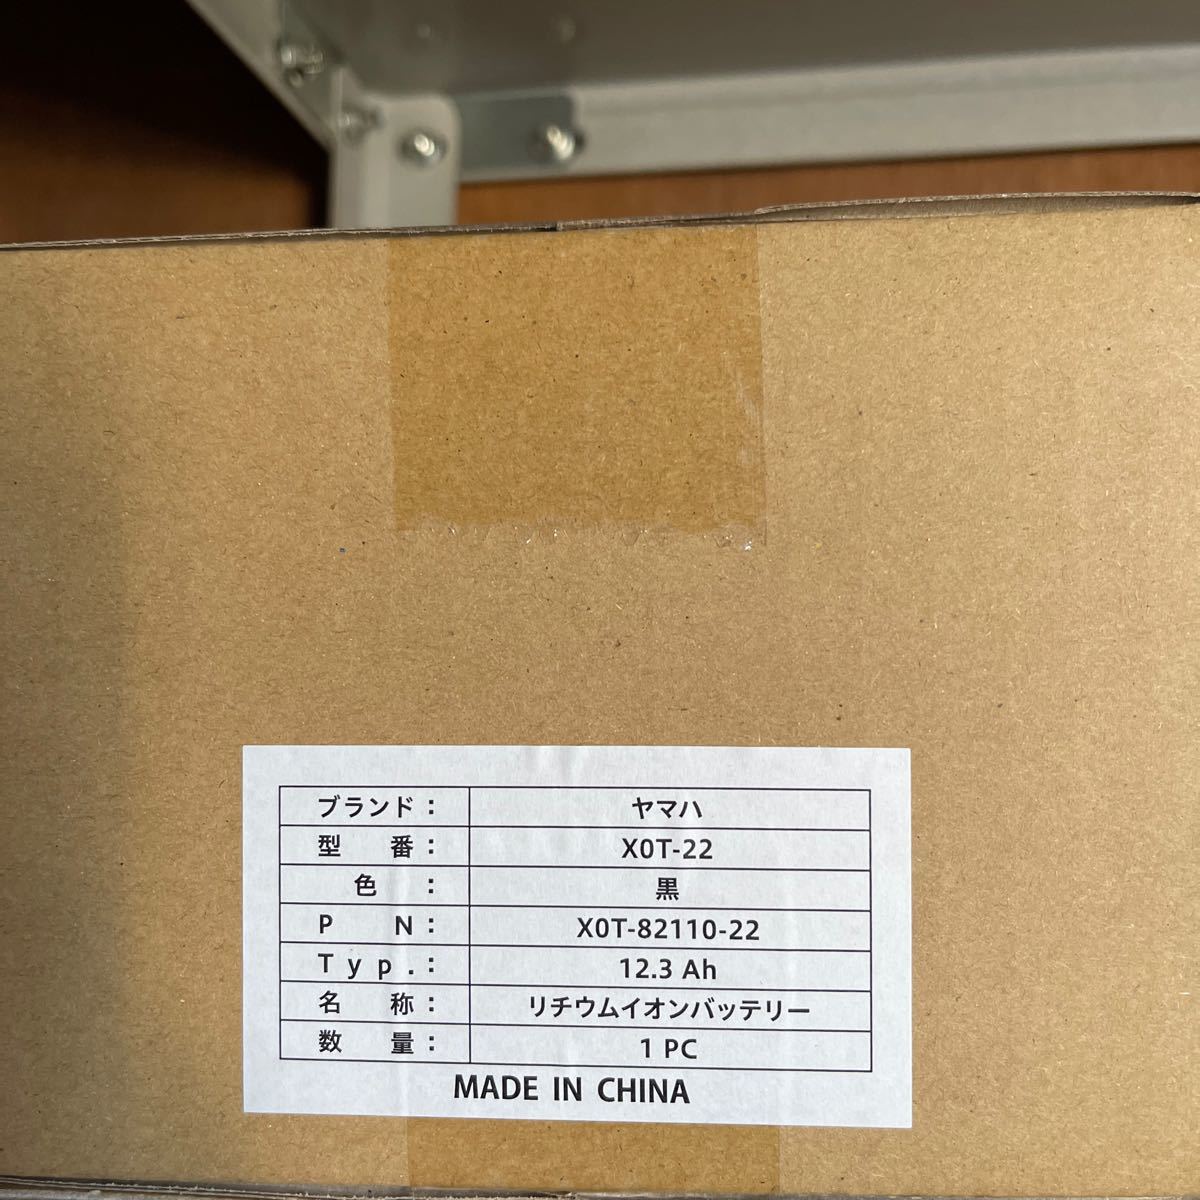 ブランド： ヤマハ
型番： X0T-22
色： 黒
PN： X0T-82110-22
Typ.： 12.3 Ah
名称： リチウムイオンバッテリー
数量： 1 PC
MADE IN CHINA